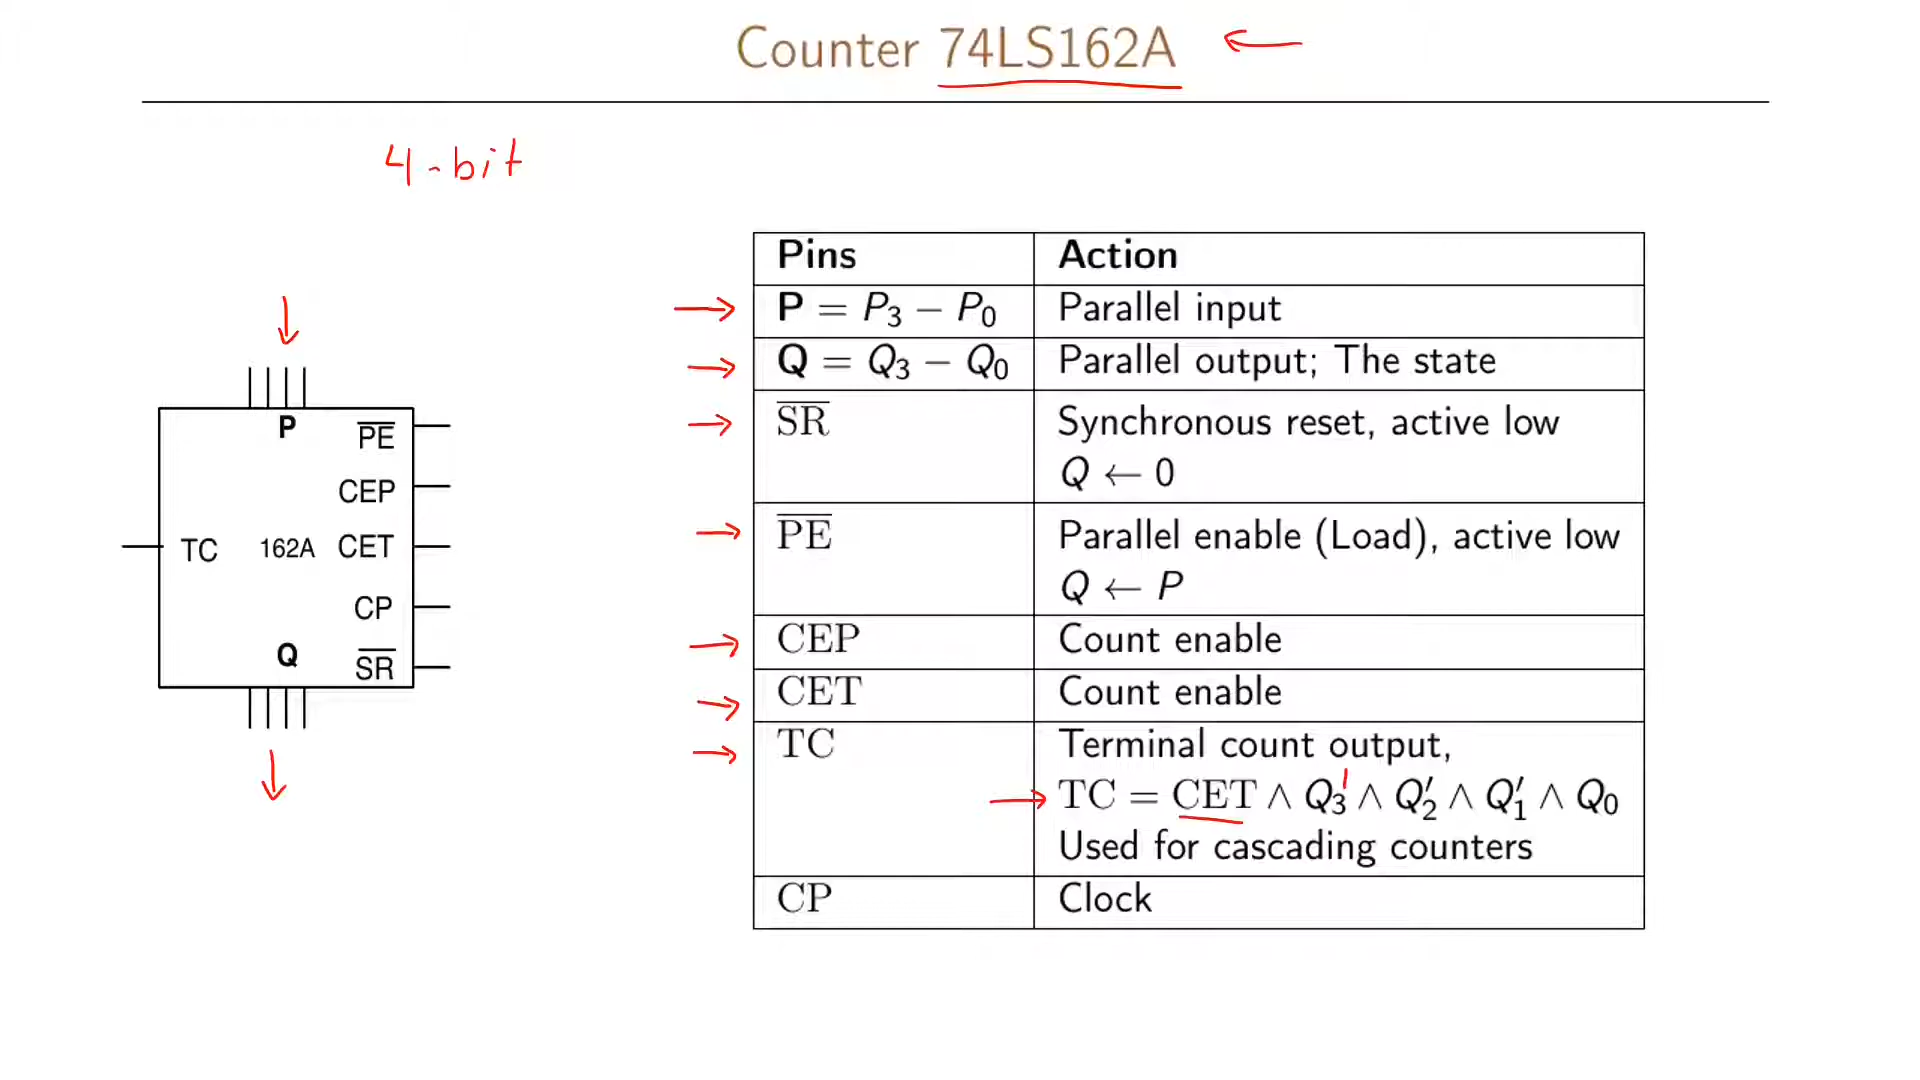 Counter 74LS162A
4-bit
P
PE
CEP
TC 162A CET
CP
Q
SR
Pins Action
P = P₃ − P₀ Parallel input
Q = Q₃ − Q₀ Parallel output; The state
S̅R̅ Synchronous reset, active low
Q ← 0
P̅E̅ Parallel enable (Load), active low
Q ← P
CEP Count enable
CET Count enable
TC Terminal count output,
TC = CET ∧ Q₃' ∧ Q₂′ ∧ Q₁′ ∧ Q₀
Used for cascading counters
CP Clock